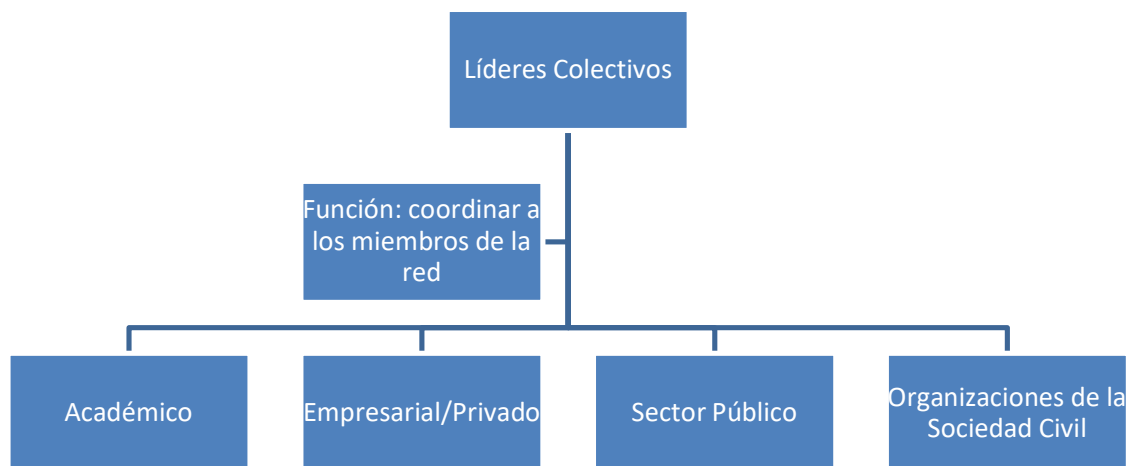 Líderes Colectivos
Función: coordinar a
los miembros de la
red
Académico
Empresarial/Privado
Sector Público
Organizaciones de la
Sociedad Civil